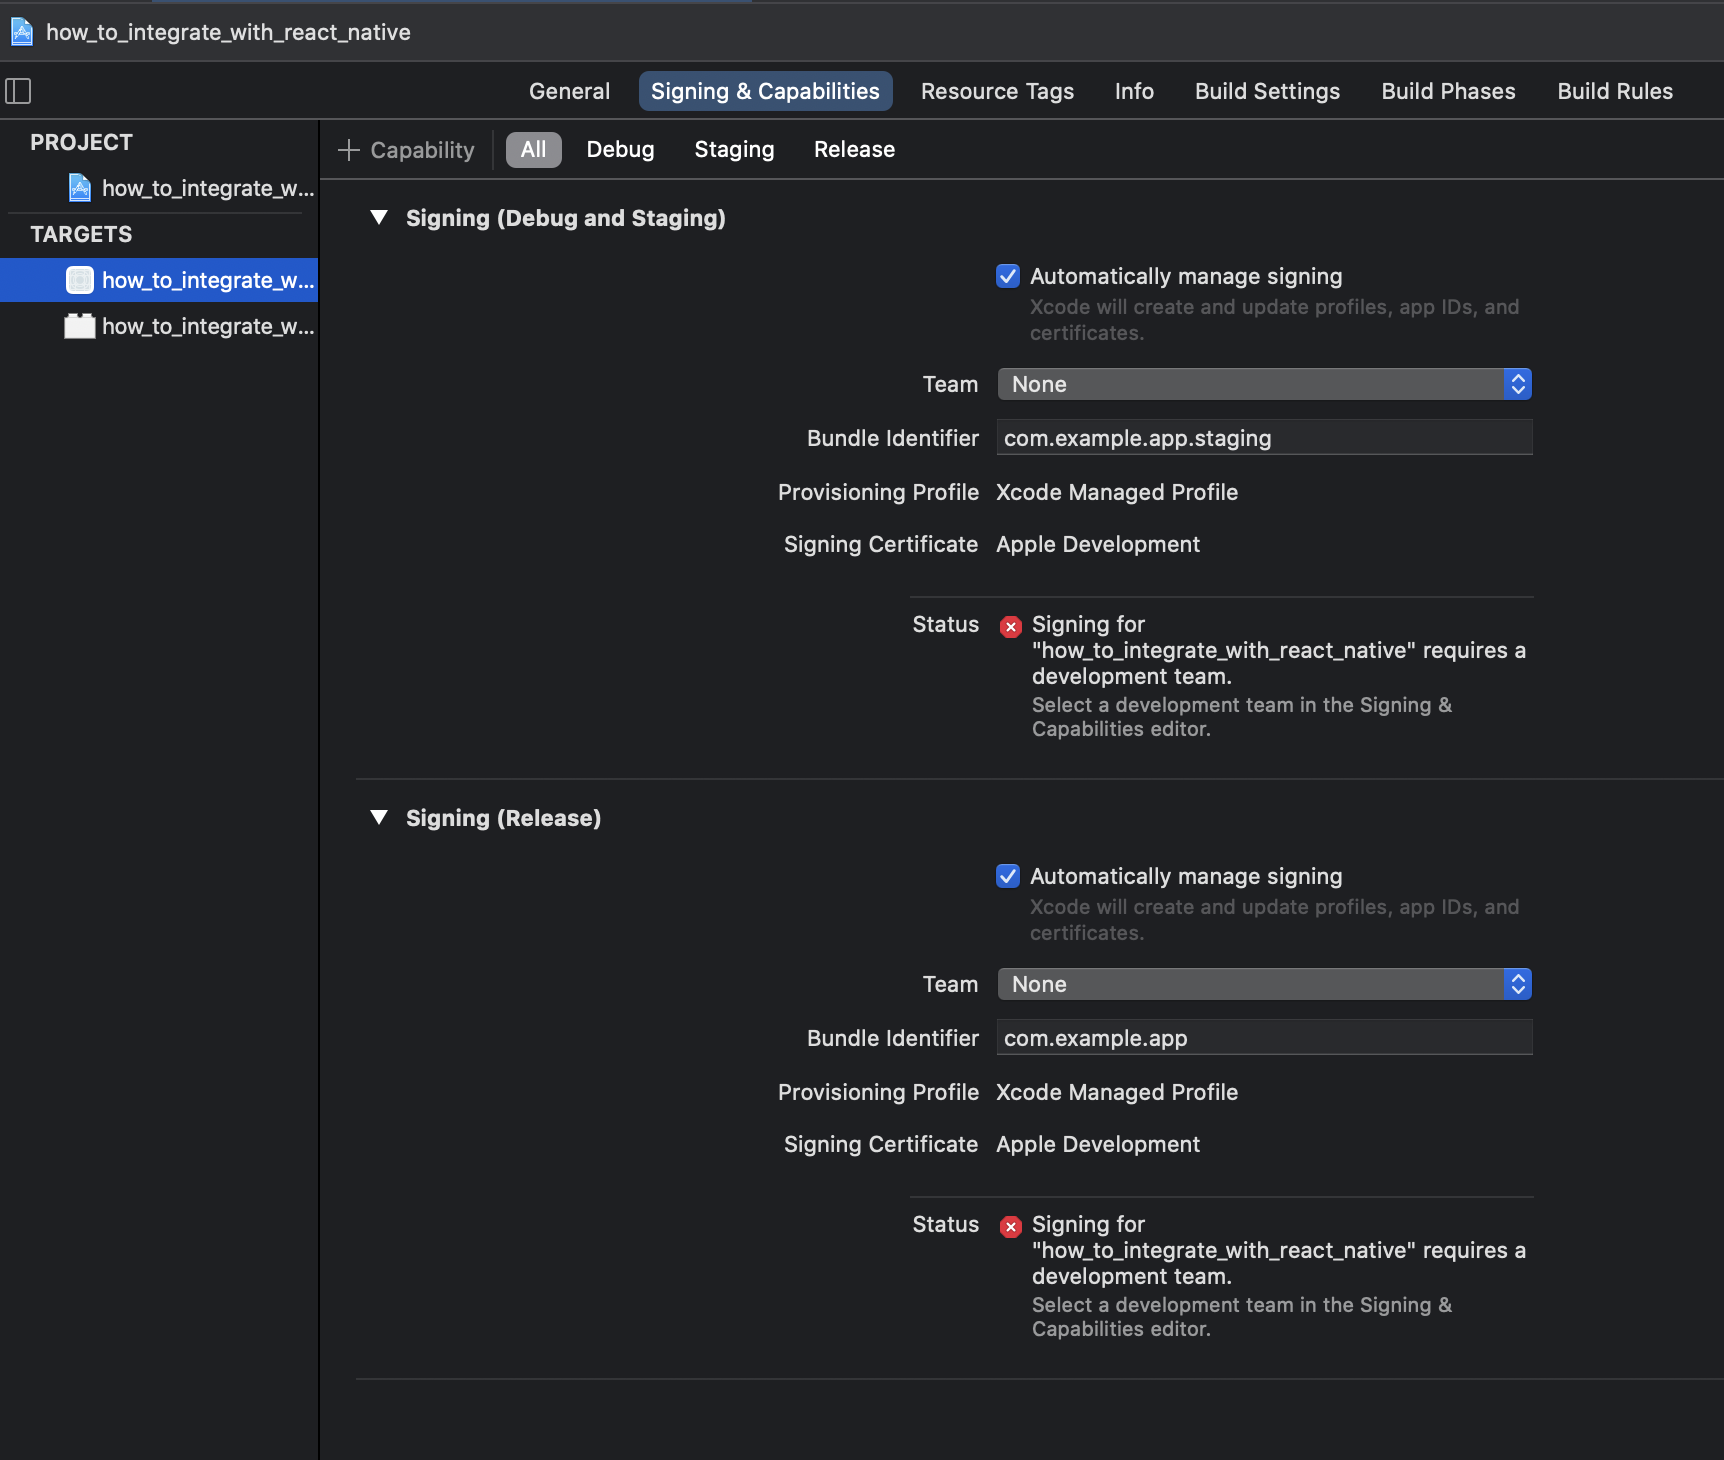 how_to_integrate_with_react_native
General Signing & Capabilities Resource Tags Info Build Settings Build Phases Build Rules
PROJECT
how_to_integrate_w...
TARGETS
how_to_integrate_w...
how_to_integrate_w...
Capability All Debug Staging Release
Signing (Debug and Staging)
Automatically manage signing
Xcode will create and update profiles, app IDs, and
certificates.
Team None
Bundle Identifier com.example.app.staging
Provisioning Profile Xcode Managed Profile
Signing Certificate Apple Development
Status Signing for
"how_to_integrate_with_react_native" requires a
development team.
Select a development team in the Signing &
Capabilities editor.
Signing (Release)
Automatically manage signing
Xcode will create and update profiles, app IDs, and
certificates.
Team None
Bundle Identifier com.example.app
Provisioning Profile Xcode Managed Profile
Signing Certificate Apple Development
Status Signing for
"how_to_integrate_with_react_native" requires a
development team.
Select a development team in the Signing &
Capabilities editor.